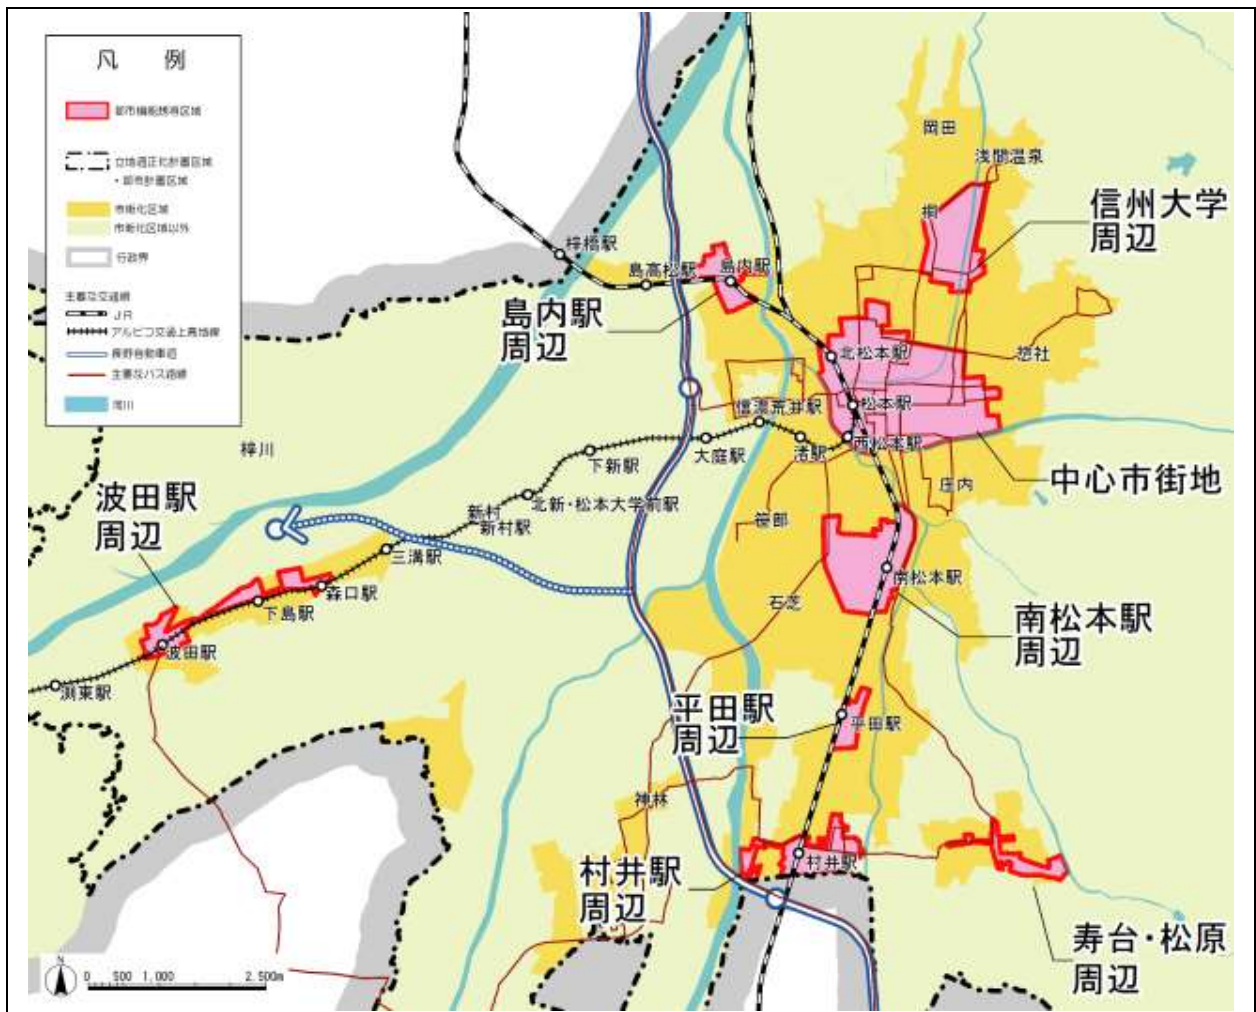 凡 例
都市機能誘導区域
立地適正化計画区域
・都市計画区域
市街化区域
市街化区域以外
行政界
主要な交通網
JR
アルピコ交通上高地線
長野自動車道
主要なバス路線
河川
岡田
浅間温泉
桐
信州大学
周辺
梓橋駅
島高松駅
島内駅
島内駅
周辺
北松本駅
惣社
松本駅
信濃荒井駅
西松本駅
渚駅
大庭駅
下新駅
中心市街地
梓川
庄内
北新・松本大学前駅
新村
新村駅
笹部
波田駅
周辺
三溝駅
森口駅
下島駅
波田駅
渕東駅
南松本駅
石芝
南松本駅
周辺
平田駅
周辺
平田駅
神林
村井駅
村井駅
周辺
寿台・松原
周辺
N
0 500 1,000 2,500m